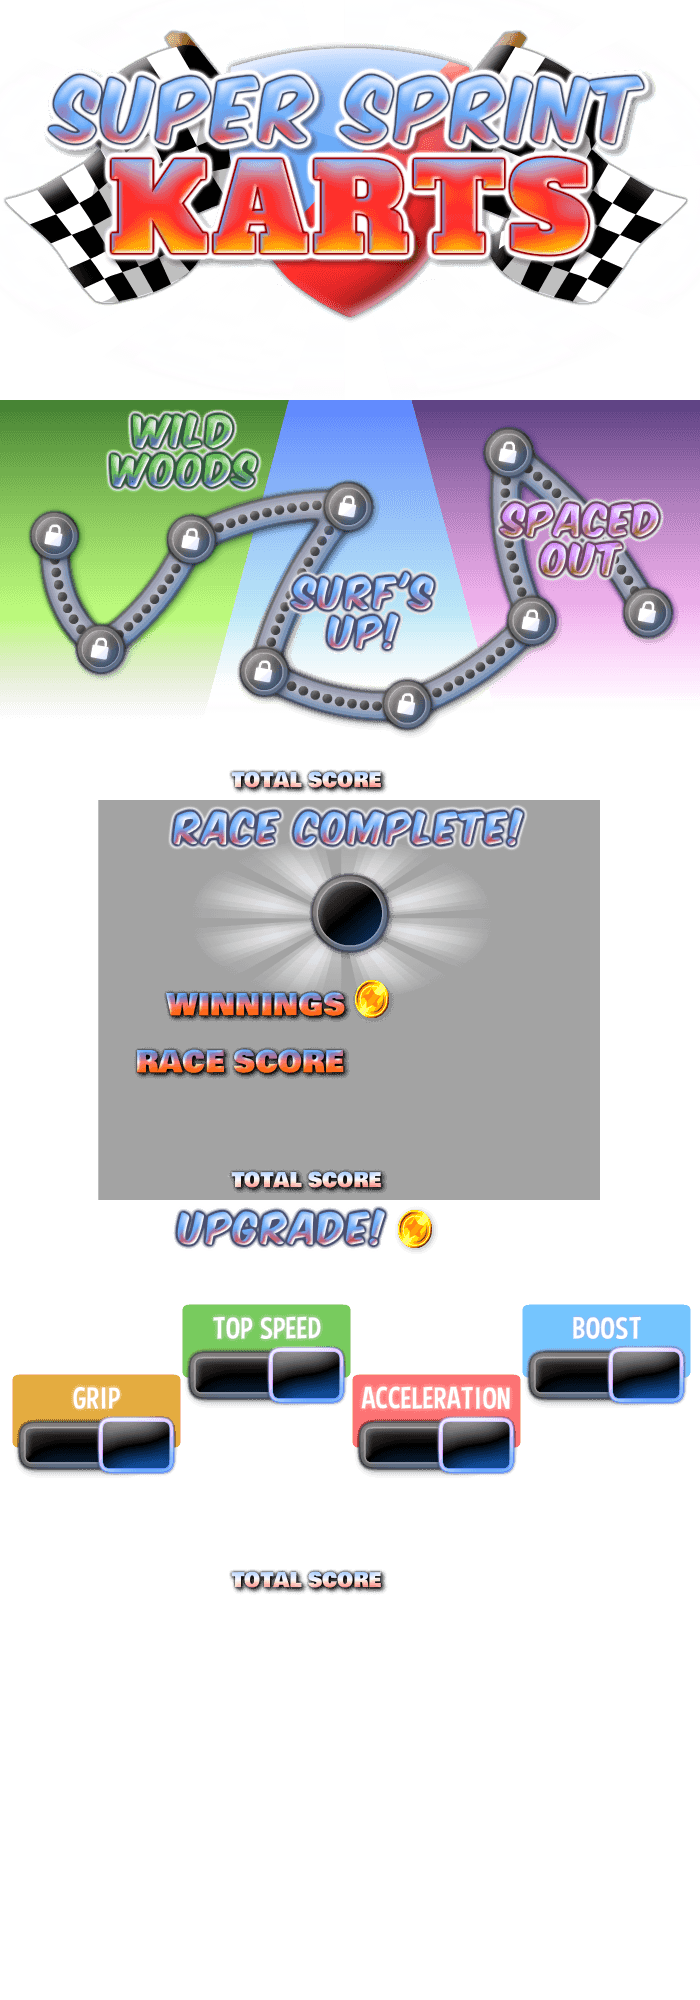 SUPER SPRINT
KARTS
WILD
WOODS
SPACED
OUT
SURF'S
UP!
TOTAL SCORE
RACE COMPLETE!
WINNINGS
RACE SCORE
TOTAL SCORE
UPGRADE!
TOP SPEED
BOOST
GRIP
ACCELERATION
TOTAL SCORE